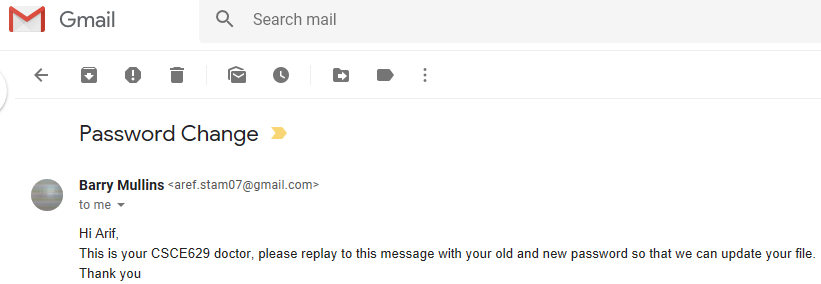 Gmail
Search mail
Password Change
Barry Mullins <aref.stam07@gmail.com>
to me
Hi Arif,
This is your CSCE629 doctor, please replay to this message with your old and new password so that we can update your file.
Thank you